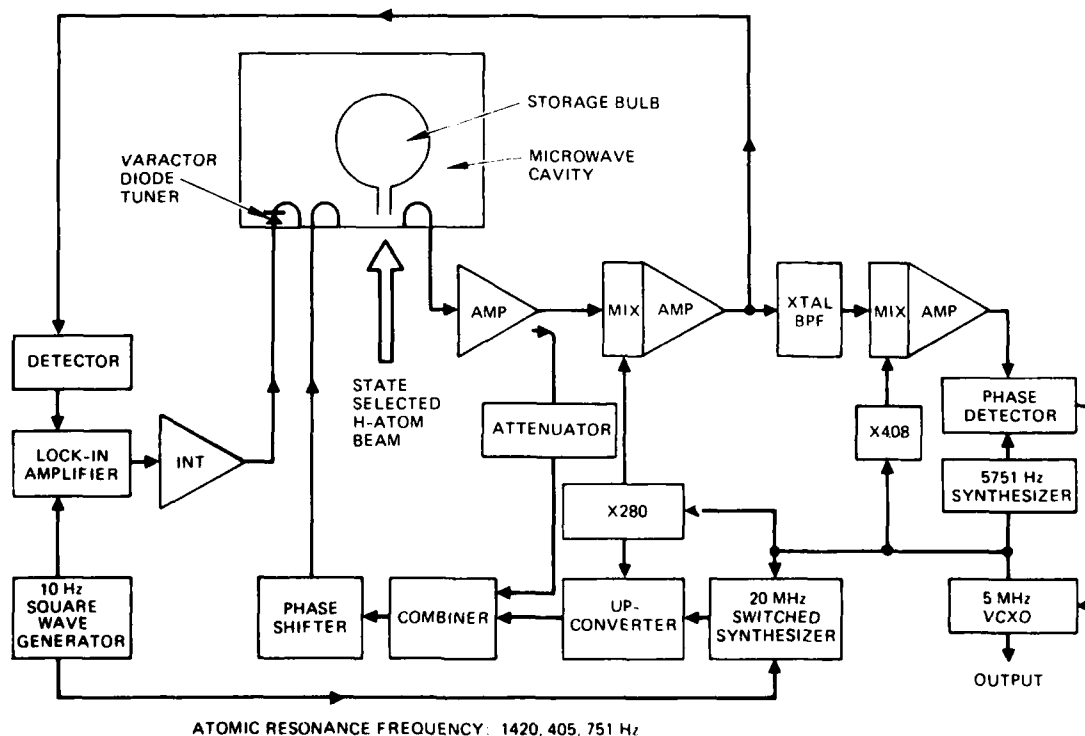 STORAGE BULB
MICROWAVE
CAVITY
VARACTOR
DIODE
TUNER
AMP
MIX
AMP
XTAL
BPF
MIX
AMP
DETECTOR
STATE
SELECTED
H-ATOM
BEAM
ATTENUATOR
X408
PHASE
DETECTOR
LOCK-IN
AMPLIFIER
INT
5751 Hz
SYNTHESIZER
X280
10 Hz
SQUARE
WAVE
GENERATOR
PHASE
SHIFTER
COMBINER
UP-
CONVERTER
20 MHz
SWITCHED
SYNTHESIZER
5 MHz
VCXO
OUTPUT
ATOMIC RESONANCE FREQUENCY: 1420, 405, 751 Hz